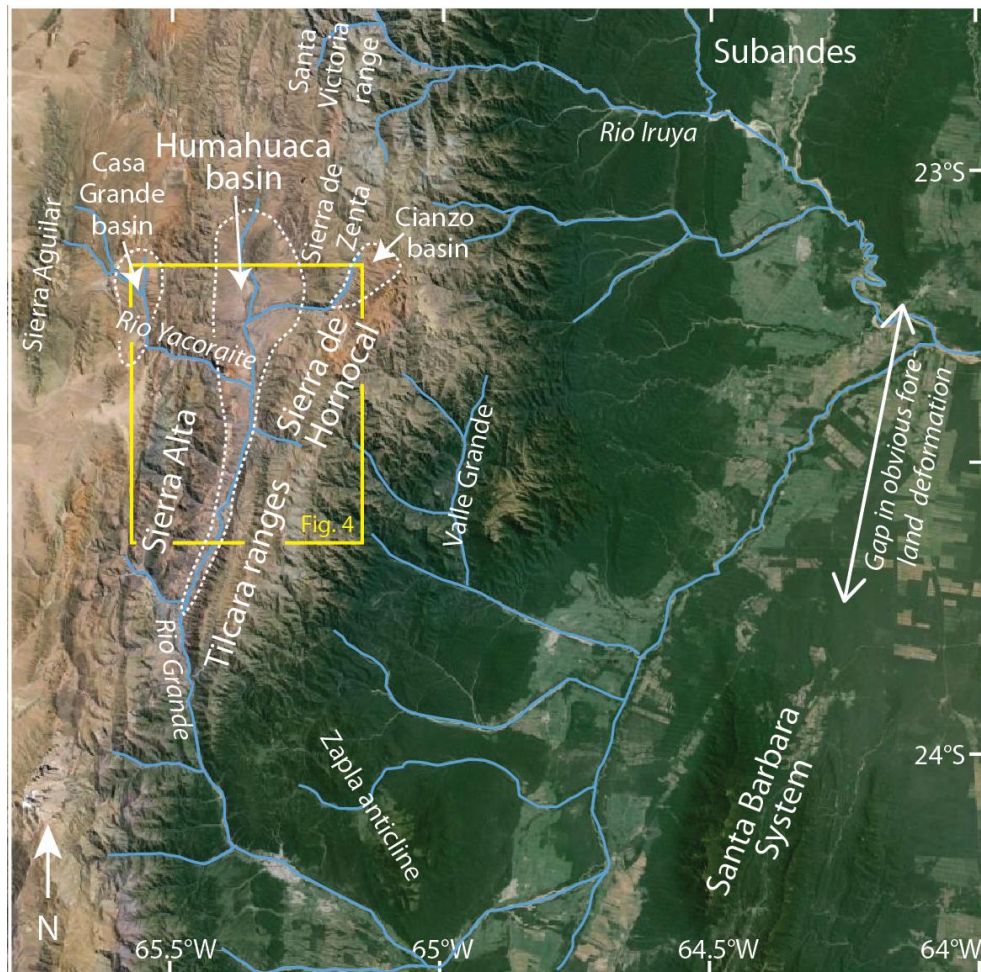 Santa
Victoria
range
Subandes
Rio Iruya
Humahuaca
basin
Casa
Grande
basin
Sierra de
Zenta
Cianzo
basin
23°S
Sierra Aguilar
Rio Yacoraite
Sierra de
Hornocal
Sierra Alta
Valle Grande
Gap in obvious fore-
land deformation
Fig. 4
Tilcara ranges
Rio Grande
24°S
Zapla anticline
Santa Barbara
System
N
65.5°W
65°W
64.5°W
64°W